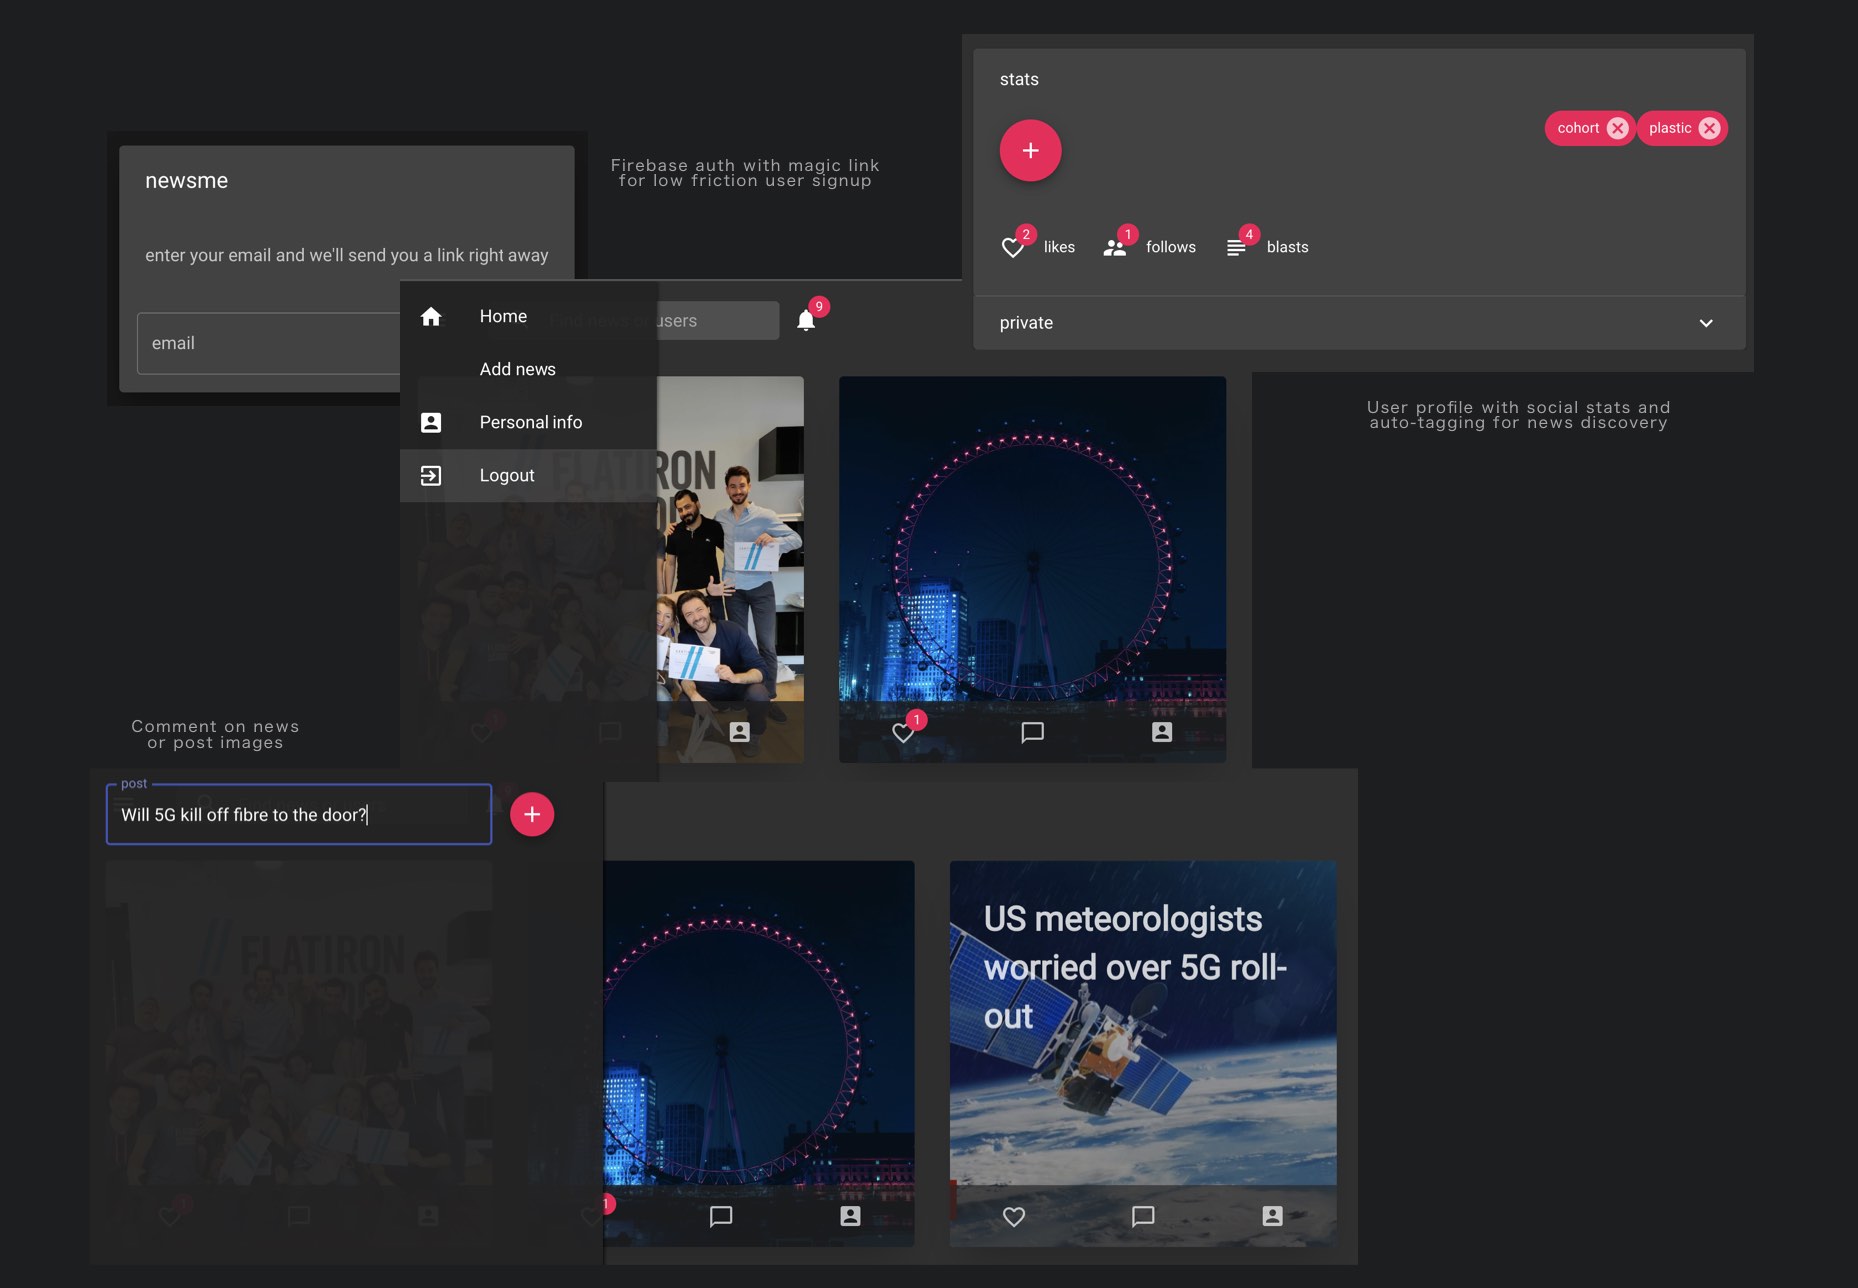 stats
cohort
plastic
newsme
Firebase auth with magic link
for low friction user signup
enter your email and we'll send you a link right away
2
likes
1
follows
4
blasts
Home
users
9
private
email
Add news
User profile with social stats and
auto-tagging for news discovery
Personal info
FLATIRON
Logout
1
1
Comment on news
or post images
post
Will 5G kill off fibre to the door?
FLATIRON
US meteorologists
worried over 5G roll-
out
1
1